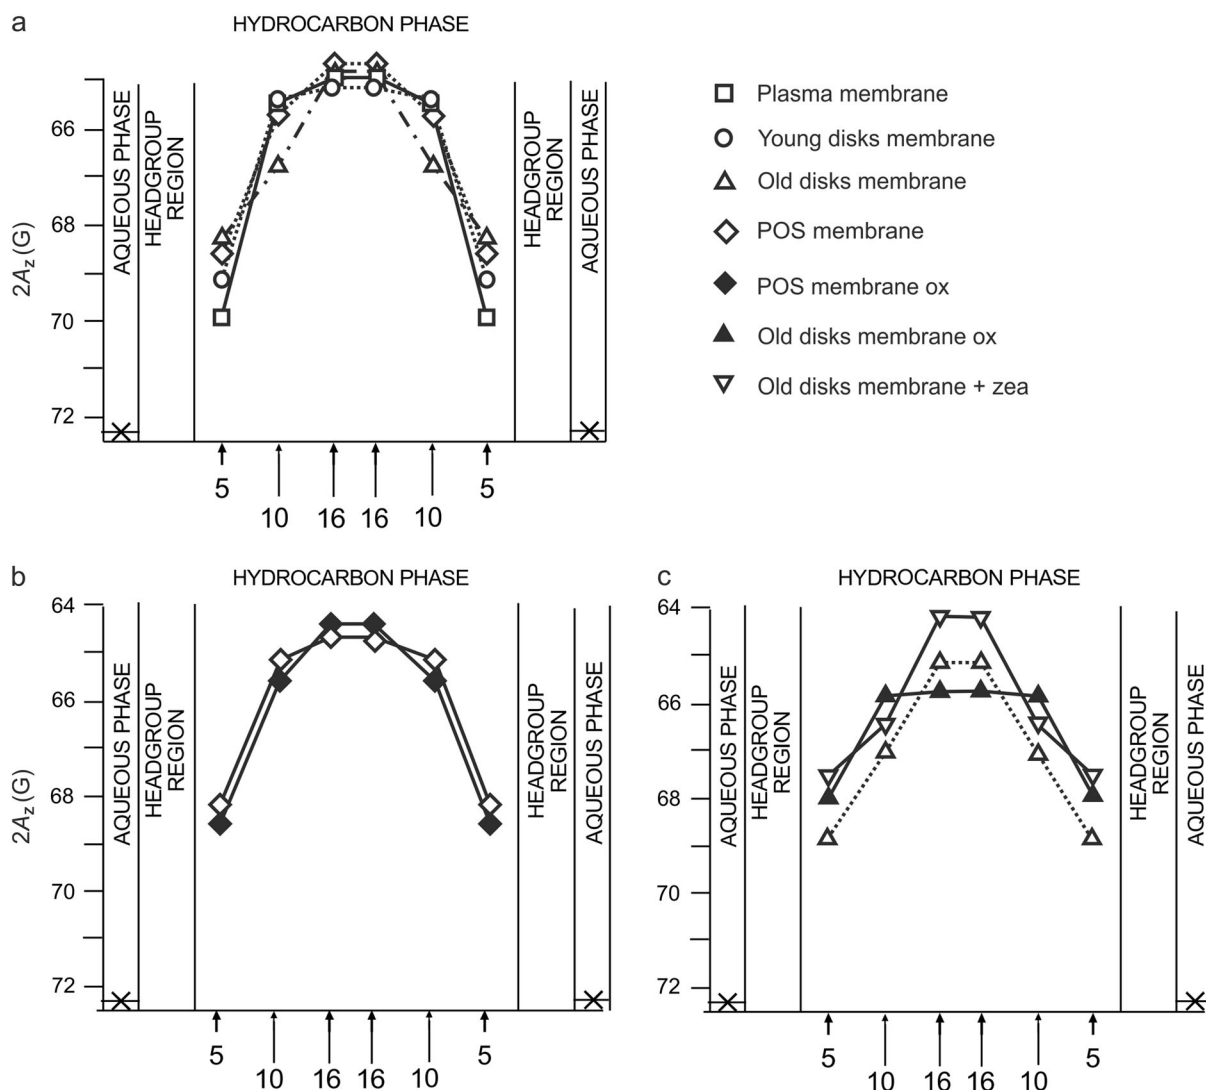 a
HYDROCARBON PHASE
AQUEOUS PHASE
HEADGROUP
REGION
HEADGROUP
REGION
AQUEOUS PHASE
2Az (G)
66
68
70
72
5
10
16
16
10
5
Plasma membrane
Young disks membrane
Old disks membrane
POS membrane
POS membrane ox
Old disks membrane ox
Old disks membrane + zea
b
HYDROCARBON PHASE
AQUEOUS PHASE
HEADGROUP
REGION
HEADGROUP
REGION
AQUEOUS PHASE
2Az (G)
64
66
68
70
72
5
10
16
16
10
5
c
HYDROCARBON PHASE
AQUEOUS PHASE
HEADGROUP
REGION
HEADGROUP
REGION
AQUEOUS PHASE
64
66
68
70
72
5
10
16
16
10
5